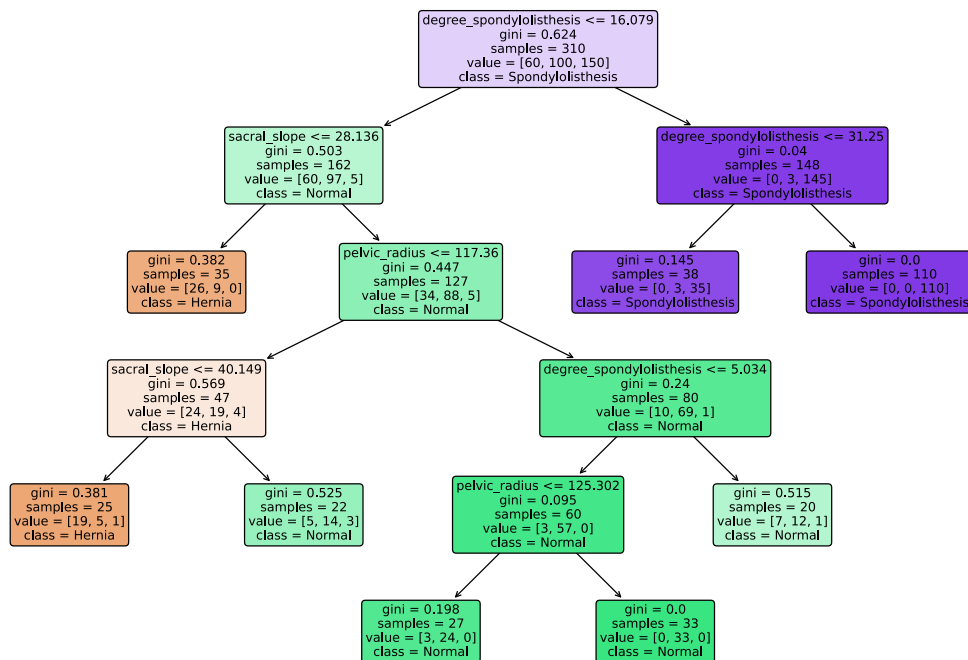 degree_spondylolisthesis <= 16.079
gini = 0.624
samples = 310
value = [60, 100, 150]
class = Spondylolisthesis
sacral_slope <= 28.136
gini = 0.503
samples = 162
value = [60, 97, 5]
class = Normal
degree_spondylolisthesis <= 31.25
gini = 0.04
samples = 148
value = [0, 3, 145]
class = Spondylolisthesis
gini = 0.382
samples = 35
value = [26, 9, 0]
class = Hernia
pelvic_radius <= 117.36
gini = 0.447
samples = 127
value = [34, 88, 5]
class = Normal
gini = 0.145
samples = 38
value = [0, 3, 35]
class = Spondylolisthesis
gini = 0.0
samples = 110
value = [0, 0, 110]
class = Spondylolisthesis
sacral_slope <= 40.149
gini = 0.569
samples = 47
value = [24, 19, 4]
class = Hernia
degree_spondylolisthesis <= 5.034
gini = 0.24
samples = 80
value = [10, 69, 1]
class = Normal
gini = 0.381
samples = 25
value = [19, 5, 1]
class = Hernia
gini = 0.525
samples = 22
value = [5, 14, 3]
class = Normal
pelvic_radius <= 125.302
gini = 0.095
samples = 60
value = [3, 57, 0]
class = Normal
gini = 0.515
samples = 20
value = [7, 12, 1]
class = Normal
gini = 0.198
samples = 27
value = [3, 24, 0]
class = Normal
gini = 0.0
samples = 33
value = [0, 33, 0]
class = Normal